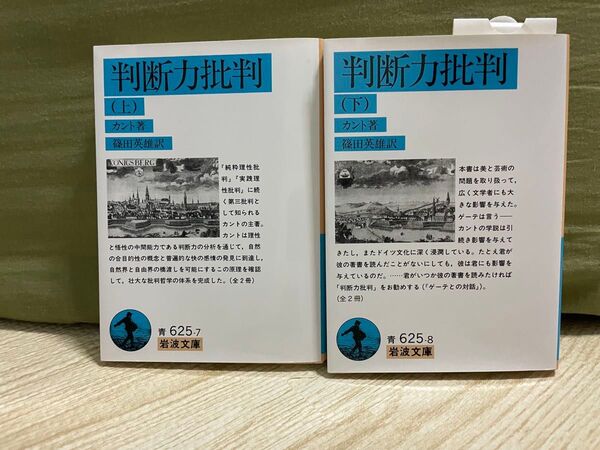 判断力批判
(上)
カント著
篠田英雄訳
KÖNIGSBERG
『純粋理性批
判』『実践理
性批判』に続
く第三批判と
して知られる
カントの主著。
カントは理性
と悟性の中間能力である判断力の分析を通じて、自然
の合目的性の概念と普遍的な快の感情の発見に到達し、
自然界と自由界の橋渡しを可能にするこの原理を確認
して、壮大な批判哲学の体系を完成した。(全2冊)
青 625-7
岩波文庫
判断力批判
(下)
カント著
篠田英雄訳
本書は美と芸術の
問題を取り扱って、
広く文学者にも大
きな影響を与えた。
ゲーテは言う──
カントの学説は引
続き影響を与えて
きたし、またドイツ文化に深く浸潤している。たとえ君が
彼の著書を読んだことがないにしても、彼は君にも影響を
与えているのだ。……君がいつか彼の著書を読みたければ
『判断力批判』をお勧めする(『ゲーテとの対話』)。
(全2冊)
青 625-8
岩波文庫